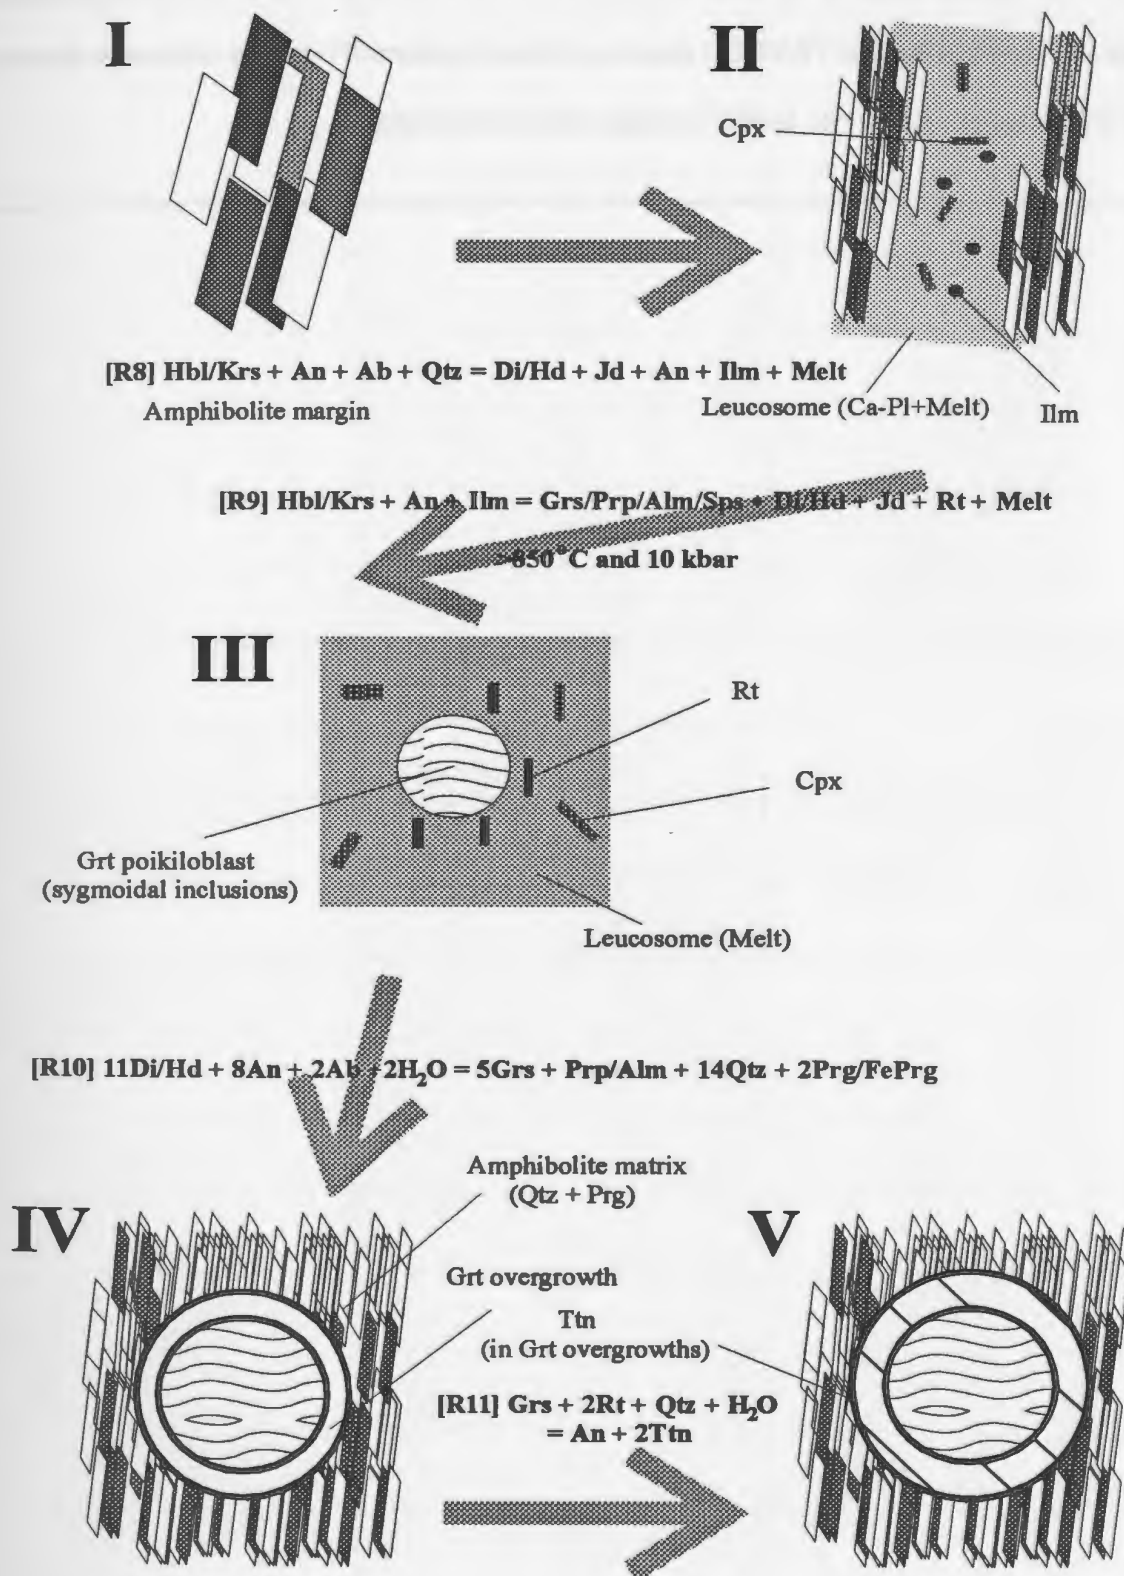 I
II
Cpx
[R8] Hbl/Krs + An + Ab + Qtz = Di/Hd + Jd + An + Ilm + Melt
Amphibolite margin
Leucosome (Ca-Pl+Melt)
Ilm
[R9] Hbl/Krs + An + Ilm = Grs/Prp/Alm/Sps + Di/Hd + Jd + Rt + Melt
>850°C and 10 kbar
III
Rt
Cpx
Grt poikiloblast
(sygmoidal inclusions)
Leucosome (Melt)
[R10] 11Di/Hd + 8An + 2Ab +2H₂O = 5Grs + Prp/Alm + 14Qtz + 2Prg/FePrg
Amphibolite matrix
(Qtz + Prg)
IV
V
Grt overgrowth
Ttn
(in Grt overgrowths)
[R11] Grs + 2Rt + Qtz + H₂O
= An + 2Ttn